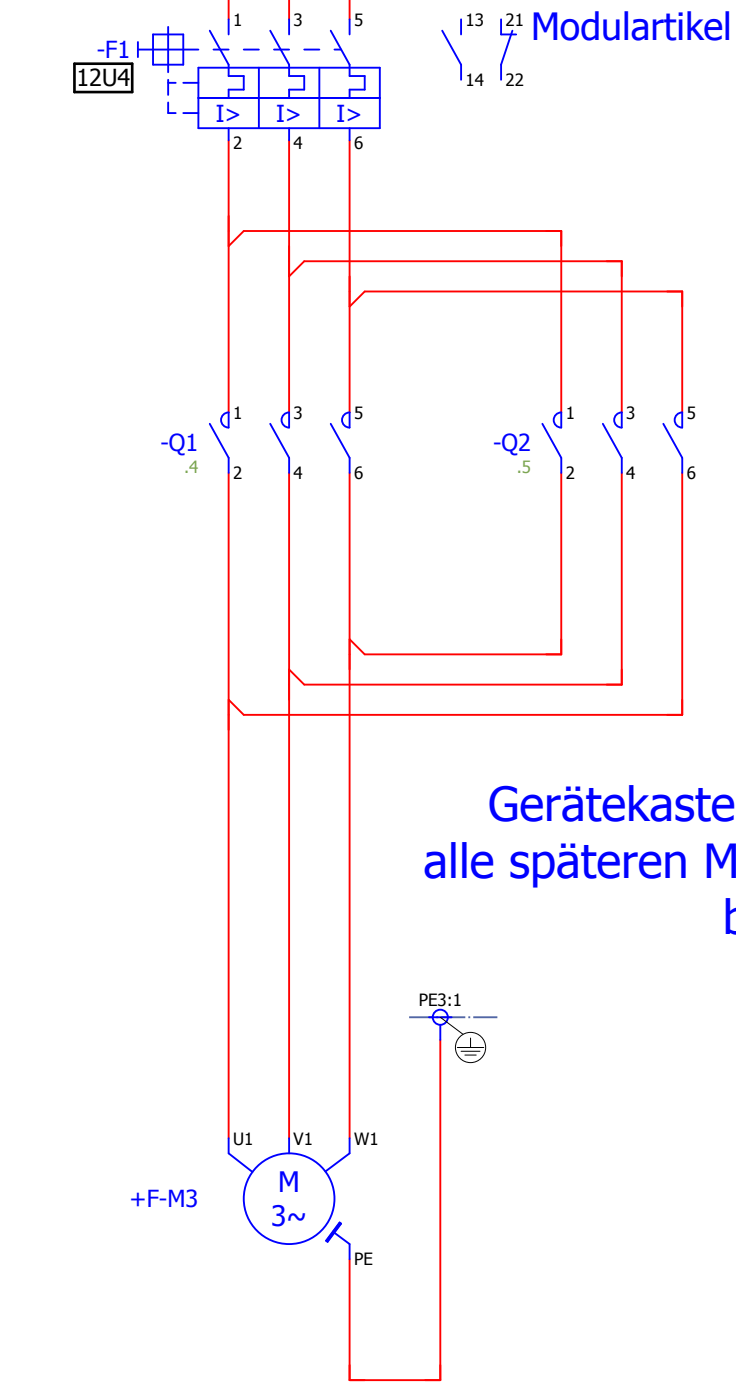 1 3 5 13 21 Modulartikel
-F1
12U4 14 22
I> I> I>
2 4 6
1 3 5 1 3 5
-Q1 -Q2
.4 2 4 6 .5 2 4 6
Gerätekaste
alle späteren M
b
PE3:1
U1 V1 W1
+F-M3 M
3~
PE